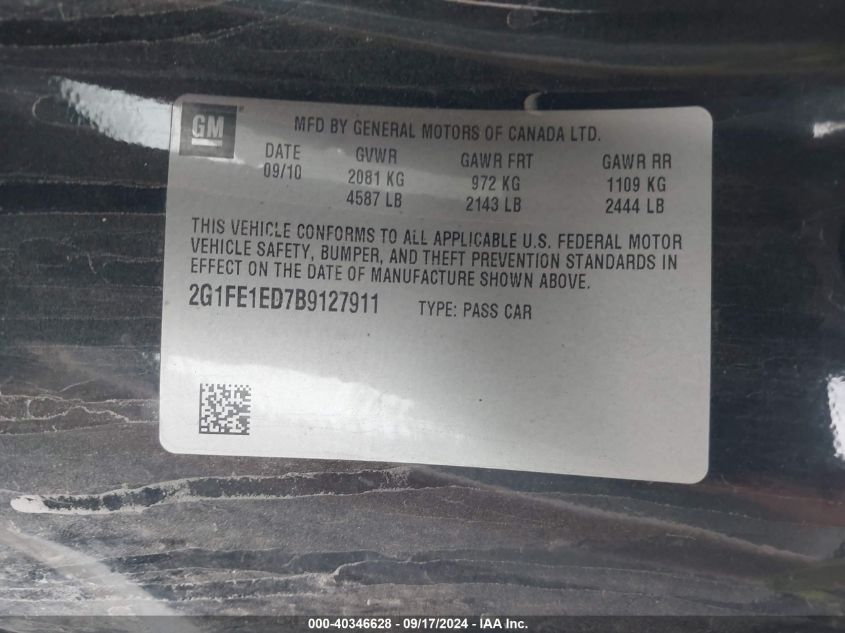 GM
MFD BY GENERAL MOTORS OF CANADA LTD.
DATE GVWR GAWR FRT GAWR RR
09/10 2081 KG 972 KG 1109 KG
4587 LB 2143 LB 2444 LB
THIS VEHICLE CONFORMS TO ALL APPLICABLE U.S. FEDERAL MOTOR
VEHICLE SAFETY, BUMPER, AND THEFT PREVENTION STANDARDS IN
EFFECT ON THE DATE OF MANUFACTURE SHOWN ABOVE.
2G1FE1ED7B9127911 TYPE: PASS CAR
000-40346628 - 09/17/2024 - IAA Inc.